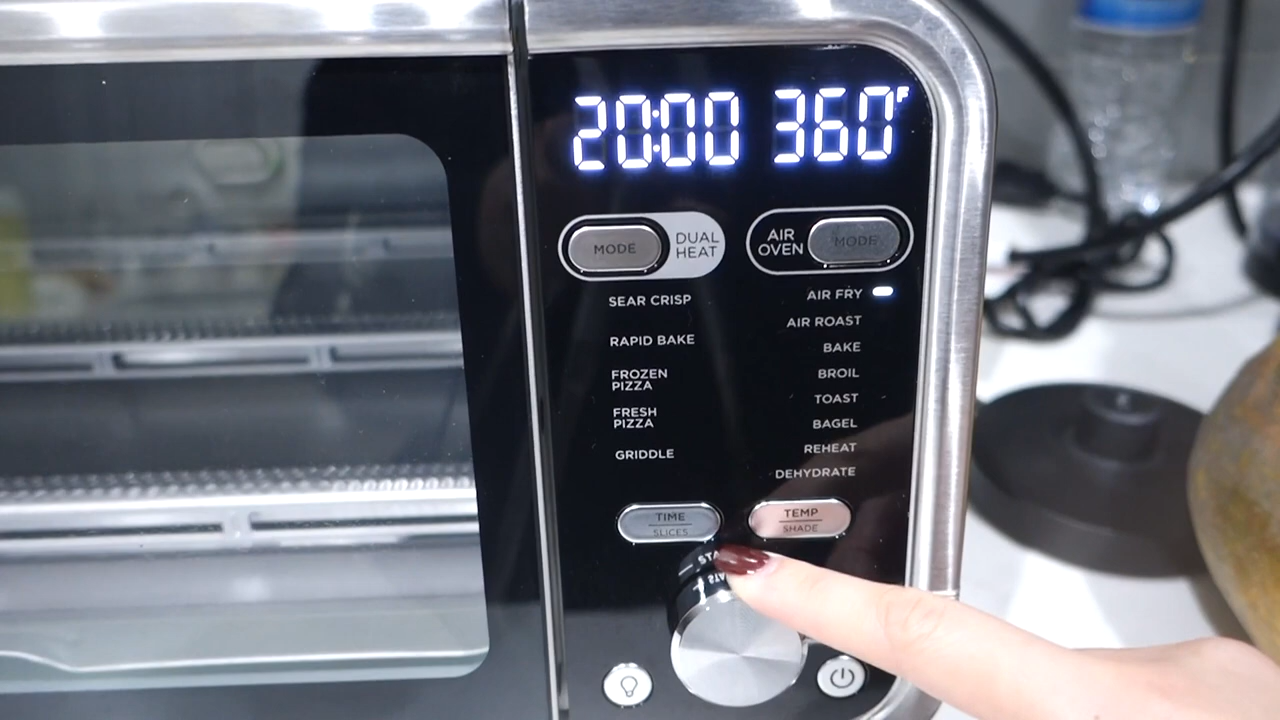 20:00 360°F
MODE
DUAL
HEAT
AIR
OVEN
MODE
SEAR CRISP
RAPID BAKE
FROZEN
PIZZA
FRESH
PIZZA
GRIDDLE
AIR FRY
AIR ROAST
BAKE
BROIL
TOAST
BAGEL
REHEAT
DEHYDRATE
TIME
SLICES
TEMP
SHADE